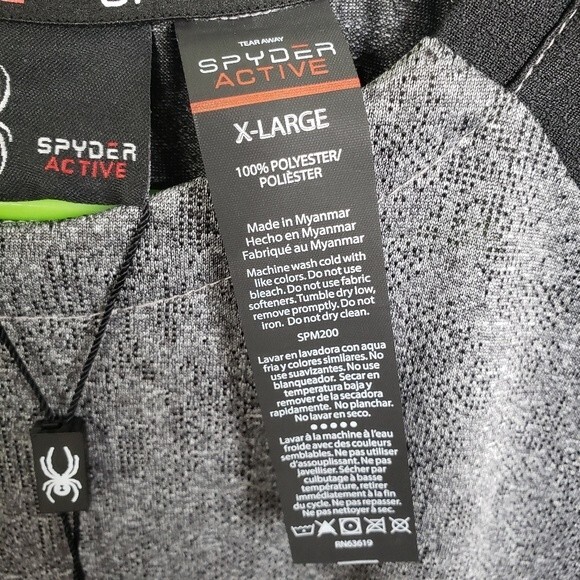 SPYDER
ACTIVE
TEAR AWAY
SPYDER
ACTIVE
X-LARGE
100% POLYESTER/
POLIÈSTER
Made in Myanmar
Hecho en Myanmar
Fabriqué au Myanmar
Machine wash cold with
like colors. Do not use
bleach. Do not use fabric
softeners. Tumble dry low,
remove promptly. Do not
iron. Do not dry clean.
SPM200
Lavar en lavadora con aqua
fria y colores similares. No
use suavizantes. No use
blanqueador. Secar en
temperatura baja y
remover de la secadora
rapidamente. No planchar.
No lavar en seco.
Lavar à la machine à l'eau
froide avec des couleurs
semblables. Ne pas utiliser
d'assouplissant. Ne pas
javelliser. Sécher par
culbutage à basse
température, retirer
immédiatement à la fin du
cycle. Ne pas repasser.
Ne pas nettoyer à sec.
RN63619